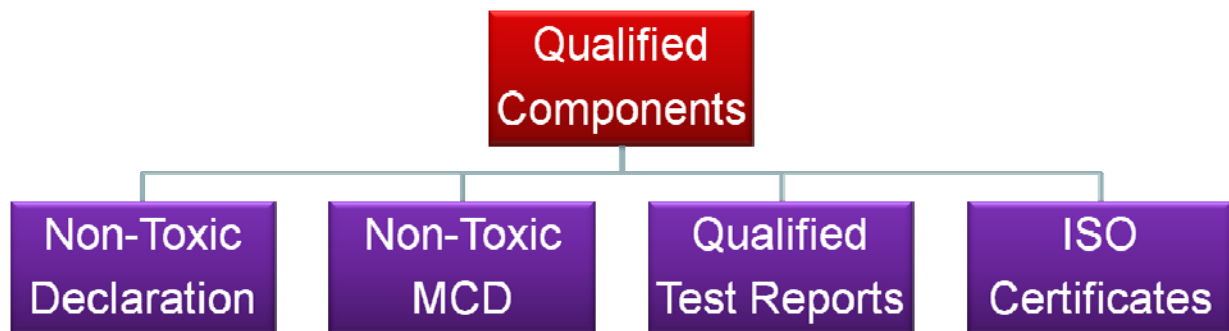 Qualified
Components
Non-Toxic
Declaration
Non-Toxic
MCD
Qualified
Test Reports
ISO
Certificates